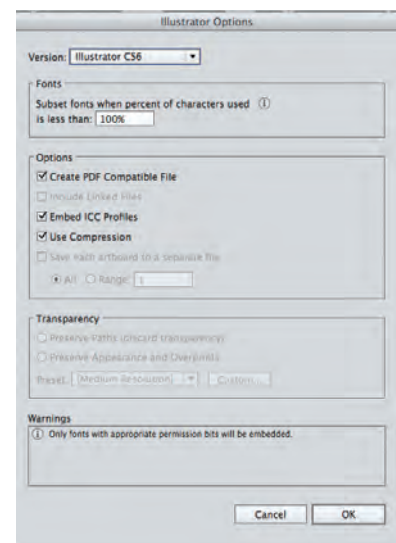 Illustrator Options
Version: Illustrator CS6
Fonts
Subset fonts when percent of characters used
is less than: 100%
Options
Create PDF Compatible File
Include Linked Files
Embed ICC Profiles
Use Compression
Save each artboard to a separate file
All Range: 1
Transparency
Preserve Paths (discard transparency)
Preserve Appearance and Overprints
Preset: [Medium Resolution] Custom...
Warnings
Only fonts with appropriate permission bits will be embedded.
Cancel OK